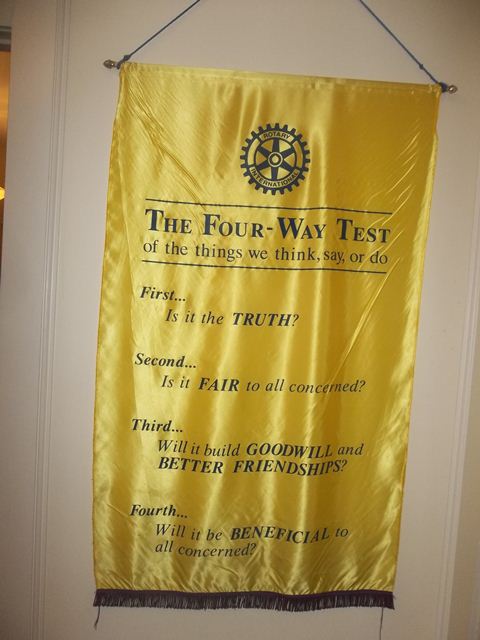 ROTARY
INTERNATIONAL
THE FOUR-WAY TEST
of the things we think, say, or do
First...
Is it the TRUTH?
Second...
Is it FAIR to all concerned?
Third...
Will it build GOODWILL and
BETTER FRIENDSHIPS?
Fourth...
Will it be BENEFICIAL to
all concerned?